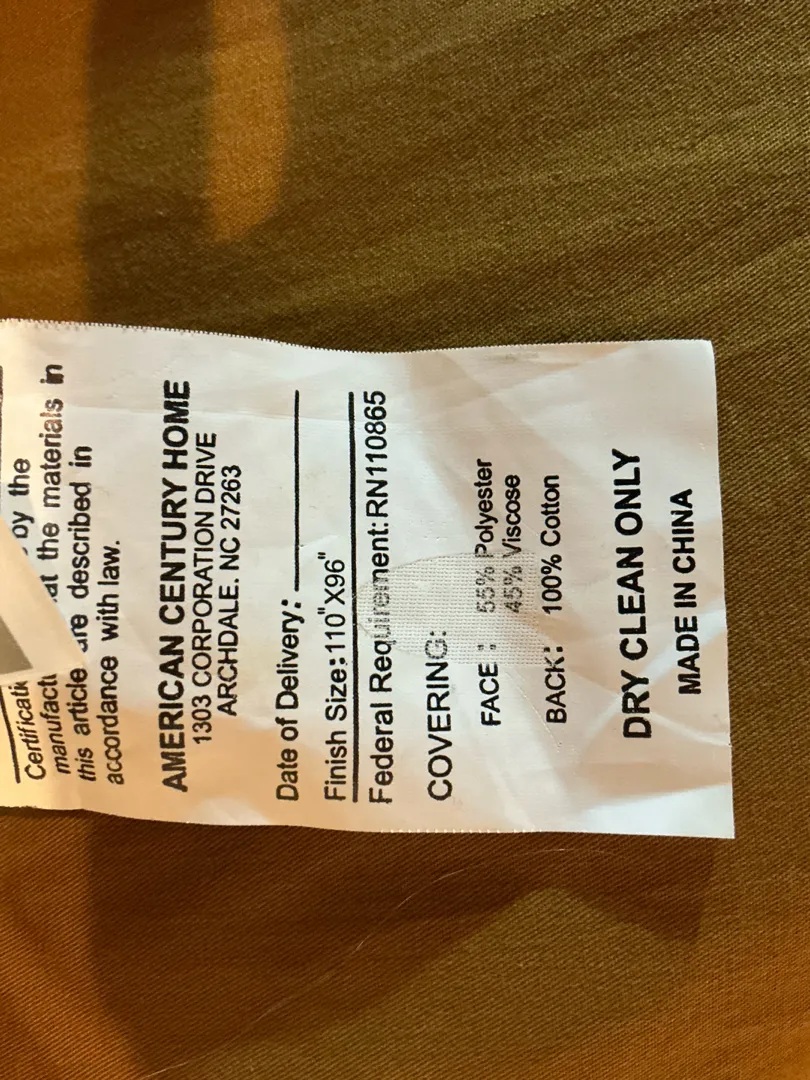 Certificatic by the
manufactu at the materials in
this article are described in
accordance with law.
AMERICAN CENTURY HOME
1303 CORPORATION DRIVE
ARCHDALE. NC 27263
Date of Delivery:
Finish Size:110"X96"
Federal Requirement:RN110865
COVERING:
FACE : 55% Polyester
45% Viscose
BACK: 100% Cotton
DRY CLEAN ONLY
MADE IN CHINA